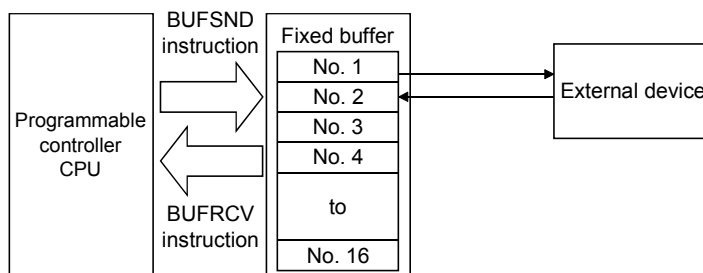 Programmable
controller
CPU
BUFSND
instruction
BUFRCV
instruction
Fixed buffer
No. 1
No. 2
No. 3
No. 4
to
No. 16
External device